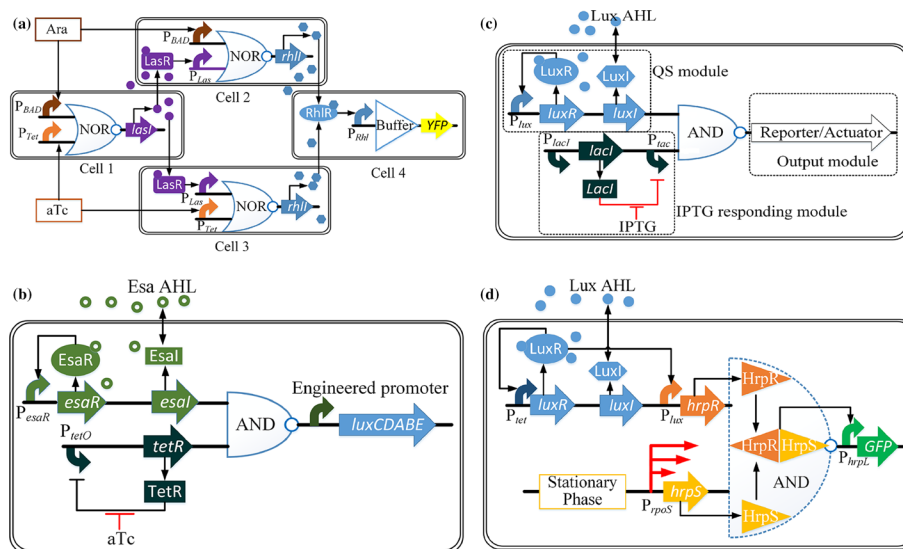 (a)
Ara
P_BAD
NOR
rhlI
LasR
P_Las
Cell 2
P_BAD
P_Tet
NOR
lasI
Cell 1
RhlR
P_Rhl
Buffer
YFP
Cell 4
aTc
LasR
P_Las
P_Tet
NOR
rhlI
Cell 3
(b)
Esa AHL
EsaR
EsaI
P_esaR
esaR
esaI
P_tetO
tetR
TetR
aTc
AND
Engineered promoter
luxCDABE
(c)
Lux AHL
LuxR
LuxI
QS module
P_lux
luxR
luxI
P_lacI
lacI
P_tac
LacI
IPTG
IPTG responding module
AND
Reporter/Actuator
Output module
(d)
Lux AHL
LuxR
LuxI
P_tet
luxR
luxI
P_lux
hrpR
HrpR
HrpR
HrpS
P_hrpL
GFP
AND
Stationary
Phase
P_rpoS
hrpS
HrpS